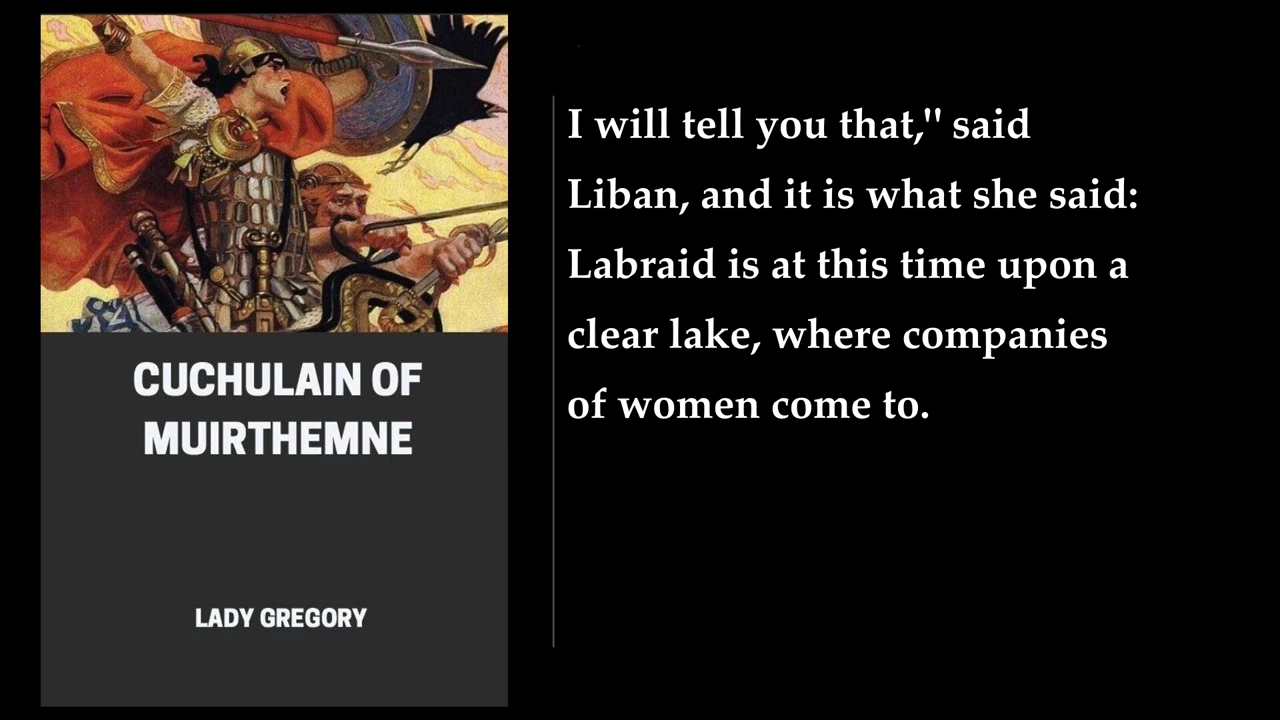 CUCHULAIN OF
MUIRTHEMNE
LADY GREGORY
I will tell you that," said
Liban, and it is what she said:
Labraid is at this time upon a
clear lake, where companies
of women come to.